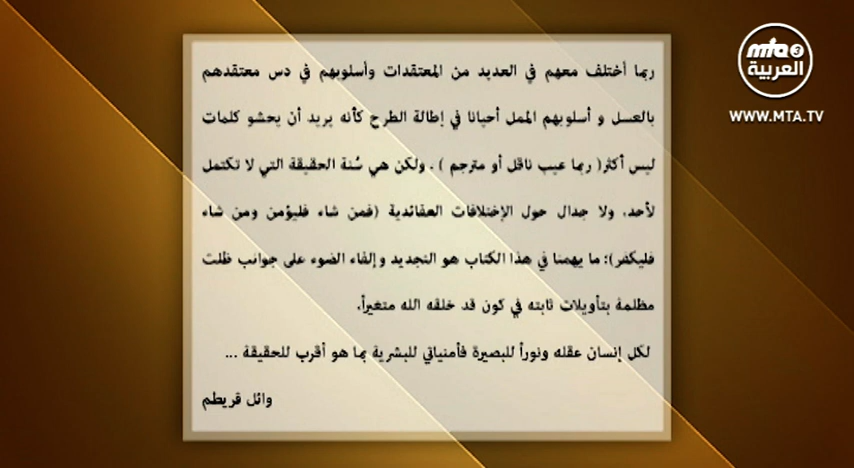 mta3
العربية
WWW.MTA.TV
ربما أختلف معهم في العديد من المعتقدات وأسلوبهم في دس معتقدهم
بالعسل و أسلوبهم الممل أحيانا في إطالة الطرح كأنه يريد أن يحشو كلمات
ليس أكثر( ربما عيب ناقل أو مترجم ) . ولكن هي سُنة الحقيقة التي لا تكتمل
لأحد، ولا جدال حول الإختلافات العقائدية (فمن شاء فليؤمن ومن شاء
فليكفر)؛ ما يهمنا في هذا الكتاب هو التجديد وإلقاء الضوء على جوانب ظلت
مظلمة بتأويلات ثابته في كون قد خلقه الله متغيراً.
لكل إنسان عقله ونوراً للبصيرة فأمنياتي للبشرية بما هو أقرب للحقيقة ...
وائل قريطم